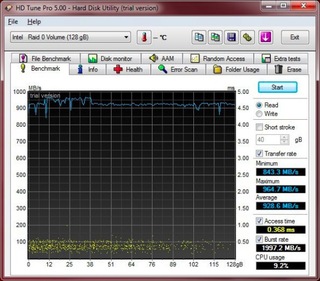 HD Tune Pro 5.00 - Hard Disk Utility (trial version)
File Help
Intel Raid 0 Volume (128 gB)
— °C
Exit
File Benchmark Disk monitor AAM Random Access Extra tests
Benchmark Info Health Error Scan Folder Usage Erase
MB/s
ms
trial version
1000
900
800
700
600
500
400
300
200
100
0
5.00
4.50
4.00
3.50
3.00
2.50
2.00
1.50
1.00
0.50
0 12 25 38 51 64 76 89 102 115 128gB
Start
Read
Write
Short stroke
40 gB
Transfer rate
Minimum
843.3 MB/s
Maximum
964.7 MB/s
Average
928.6 MB/s
Access time
0.368 ms
Burst rate
1997.2 MB/s
CPU usage
9.2%